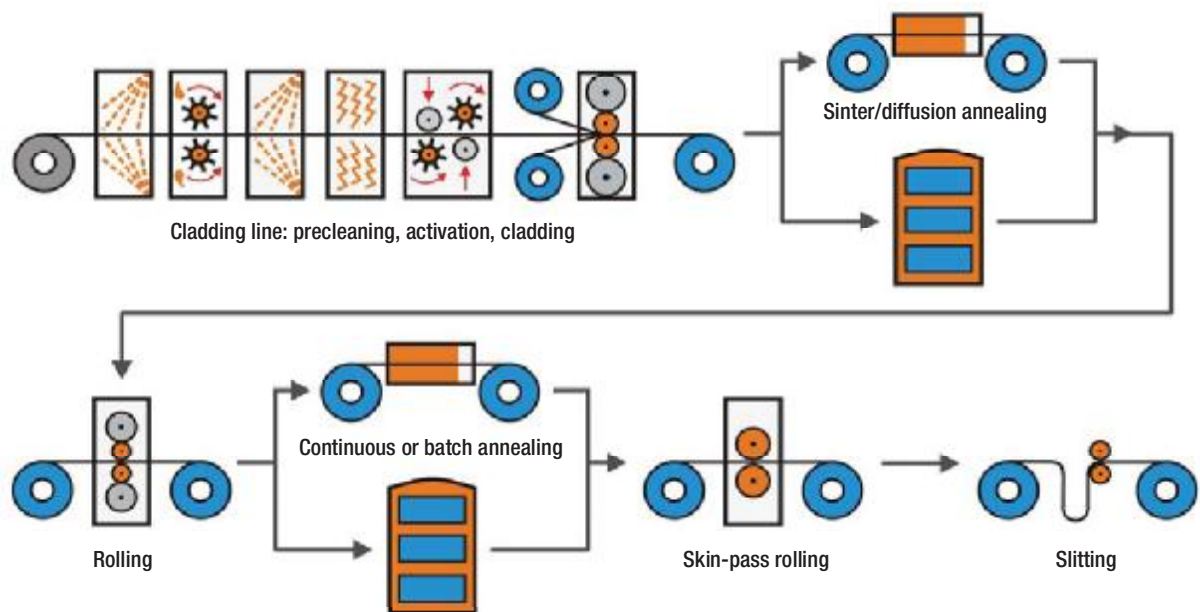 Sinter/diffusion annealing
Cladding line: precleaning, activation, cladding
Continuous or batch annealing
Rolling
Skin-pass rolling
Slitting